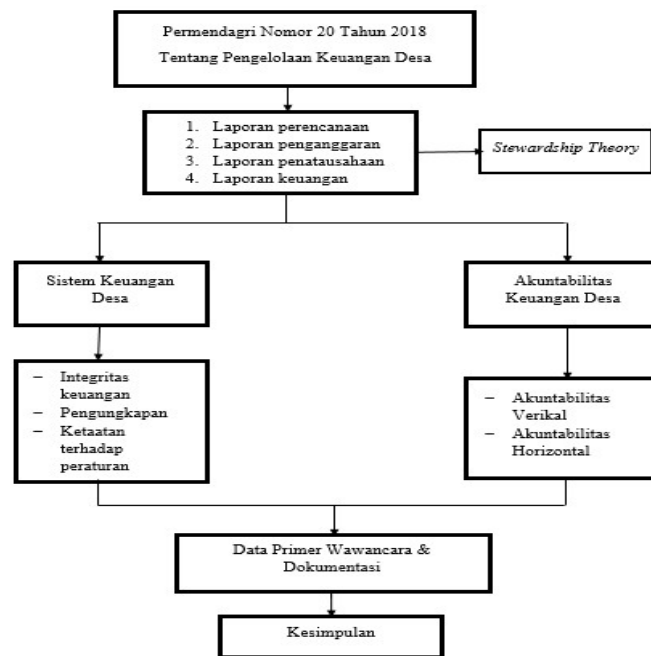 Permendagri Nomor 20 Tahun 2018
Tentang Pengelolaan Keuangan Desa
1. Laporan perencanaan
2. Laporan penganggaran
3. Laporan penatausahaan
4. Laporan keuangan
Stewardship Theory
Sistem Keuangan
Desa
Akuntabilitas
Keuangan Desa
– Integritas
keuangan
– Pengungkapan
– Ketaatan
terhadap
peraturan
– Akuntabilitas
Verikal
– Akuntabilitas
Horizontal
Data Primer Wawancara &
Dokumentasi
Kesimpulan